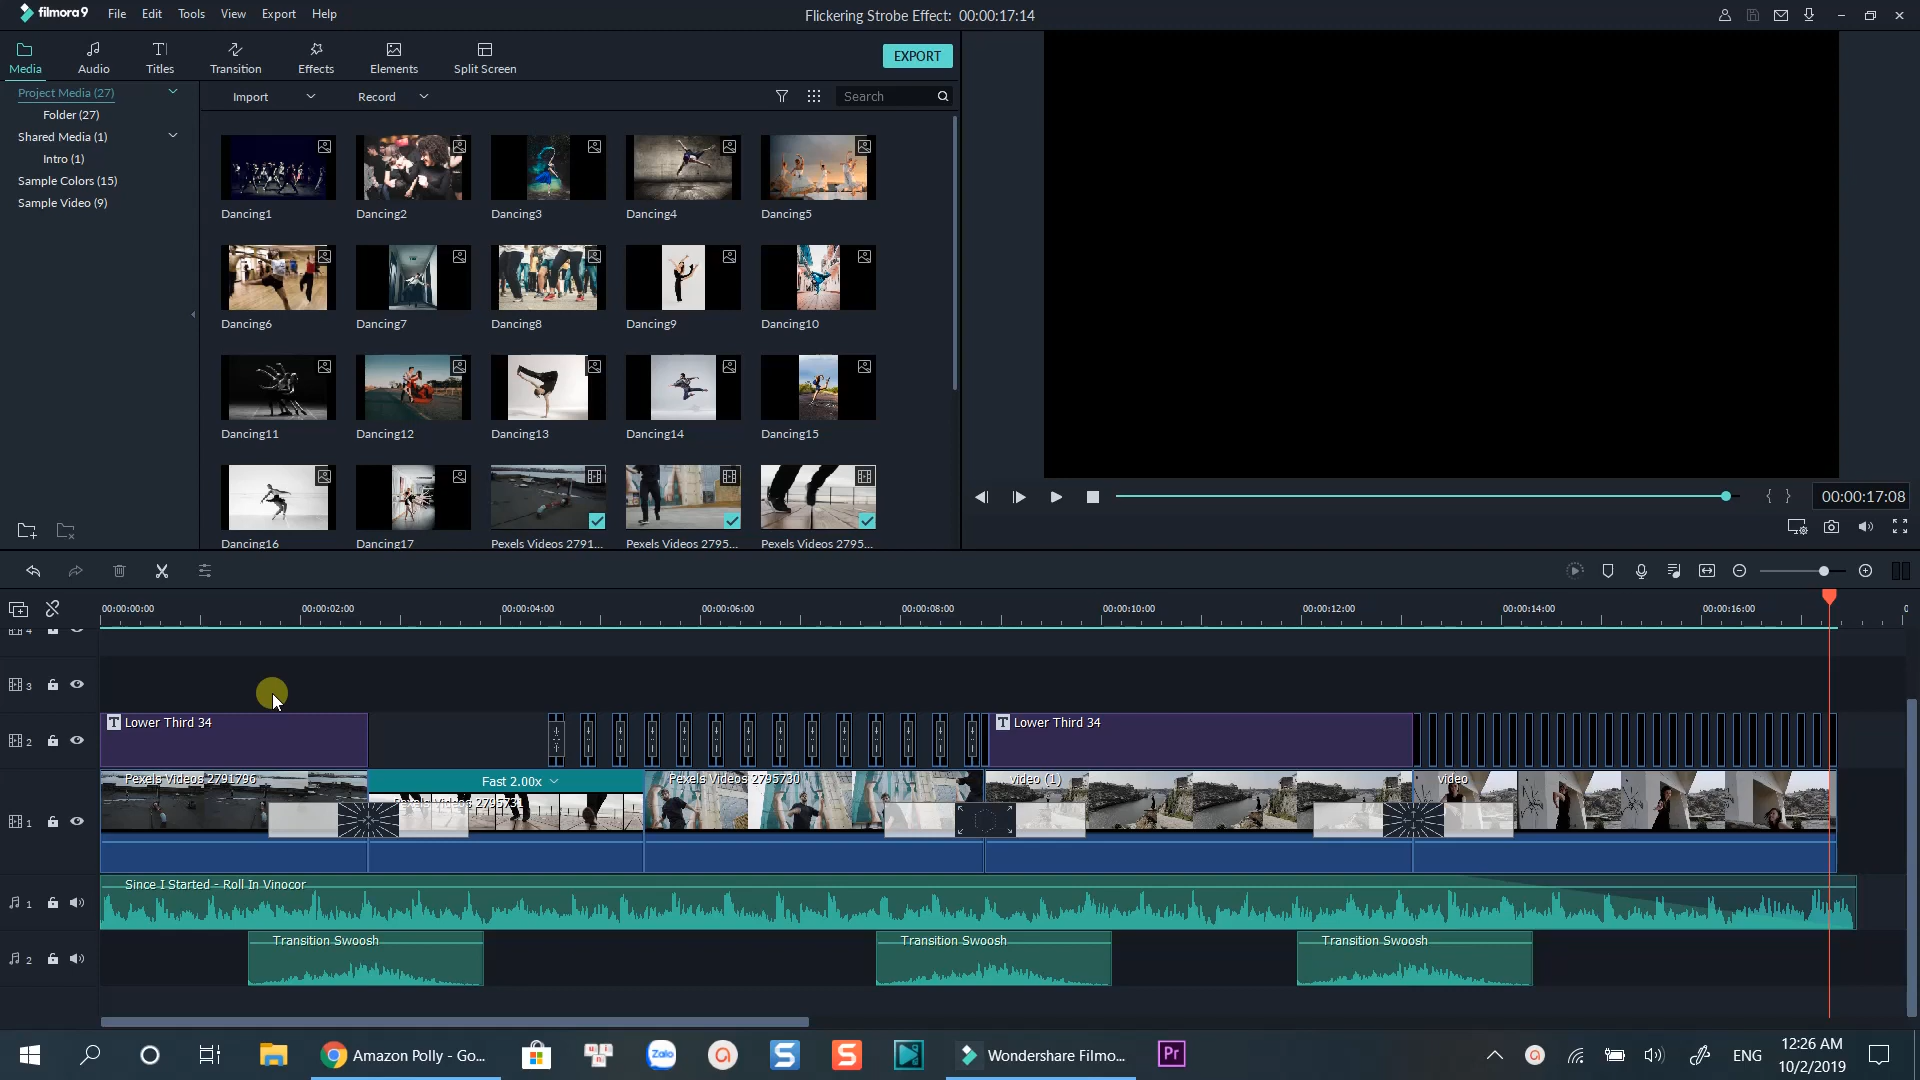 filmora9
File Edit Tools View Export Help
Flickering Strobe Effect: 00:00:17:14
Media Audio Titles Transition Effects Elements Split Screen
EXPORT
Project Media (27)
Folder (27)
Shared Media (1)
Intro (1)
Sample Colors (15)
Sample Video (9)
Import Record Search
Dancing1 Dancing2 Dancing3 Dancing4 Dancing5
Dancing6 Dancing7 Dancing8 Dancing9 Dancing10
Dancing11 Dancing12 Dancing13 Dancing14 Dancing15
Dancing16 Dancing17 Pexels Videos 2791... Pexels Videos 2795... Pexels Videos 2795...
00:00:17:08
00:00:00:00 00:00:02:00 00:00:04:00 00:00:06:00 00:00:08:00 00:00:10:00 00:00:12:00 00:00:14:00 00:00:16:00
4
3
2
T Lower Third 34
T Lower Third 34
1
Pexels Videos 2791796
Fast 2.00x
Pexels Videos 2795731
Pexels Videos 2795730
video (1)
video
1
Since I Started - Roll In Vinocor
2
Transition Swoosh Transition Swoosh Transition Swoosh
Amazon Polly - Go...
Zalo
S
S
Wondershare Filmo...
Pr
ENG
12:26 AM
10/2/2019